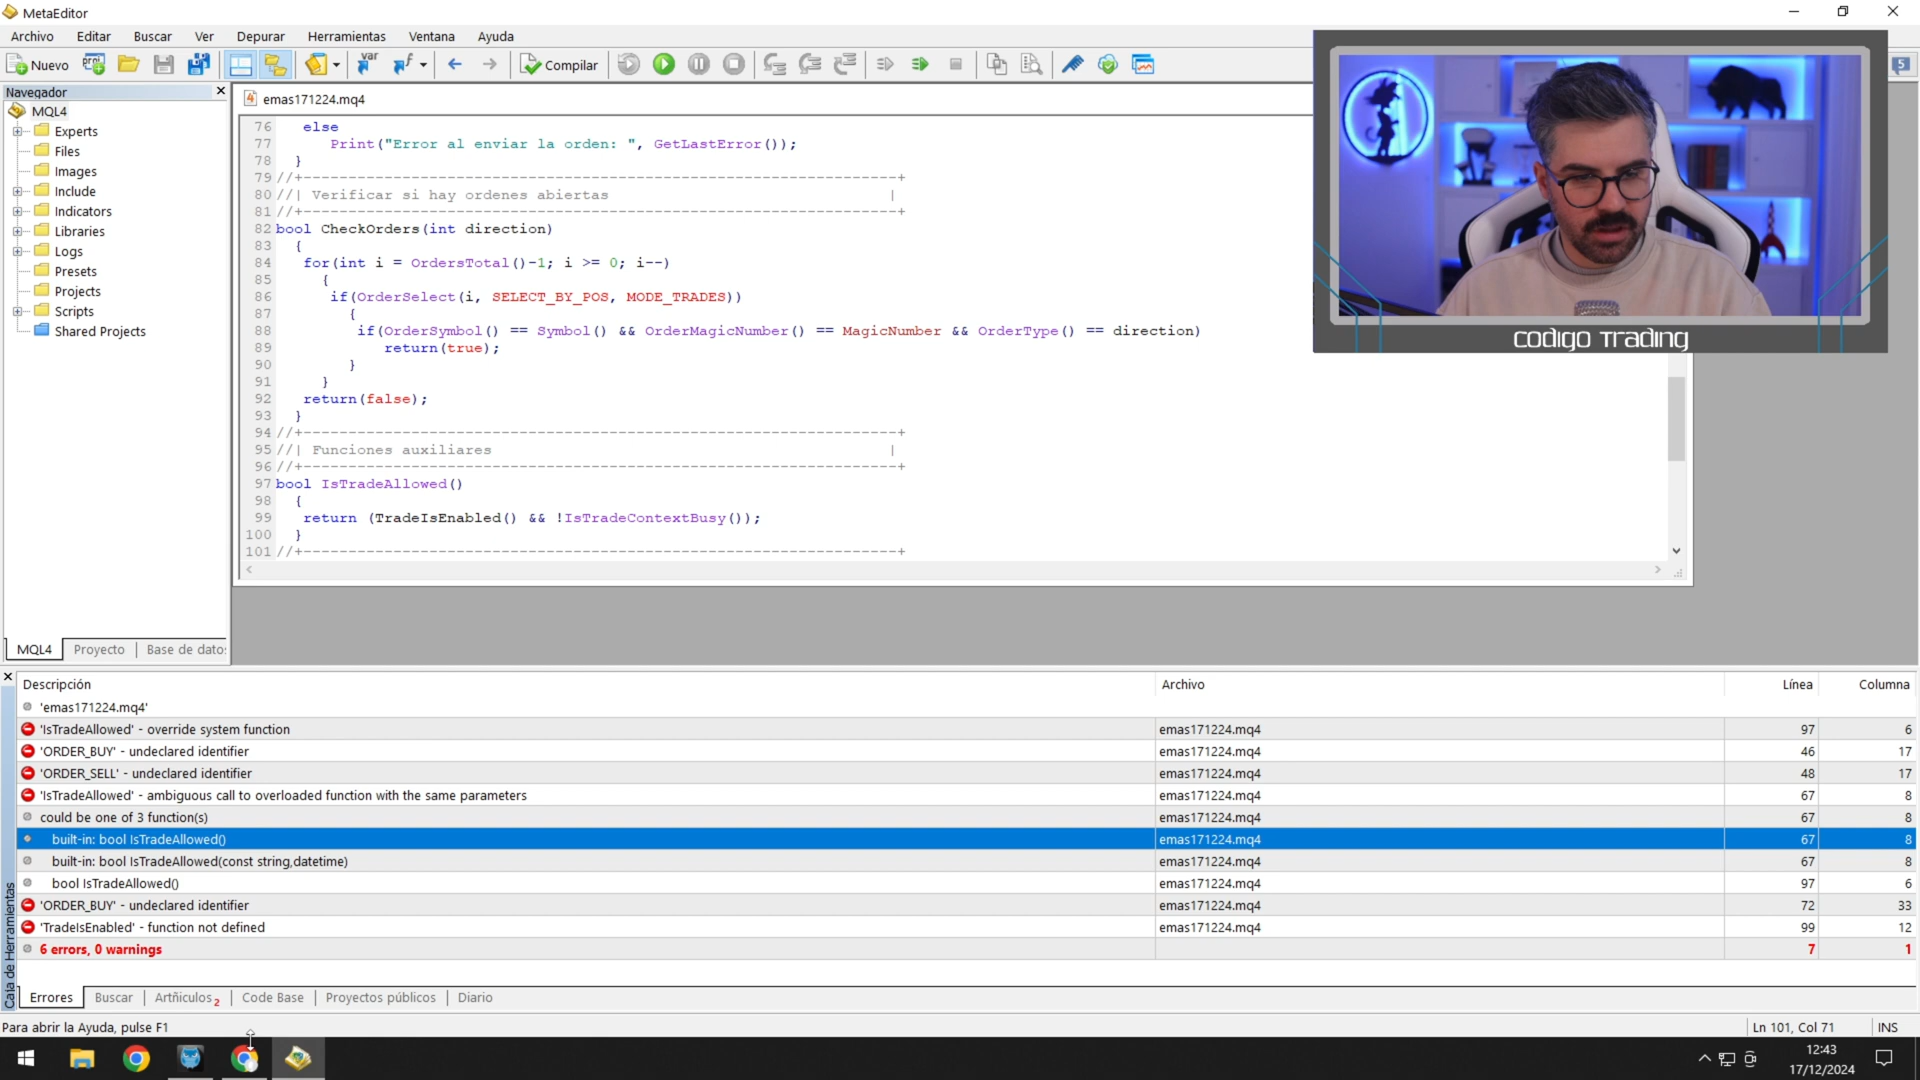 MetaEditor
Archivo Editar Buscar Ver Depurar Herramientas Ventana Ayuda
Nuevo Compilar
Navegador
MQL4
Experts
Files
Images
Include
Indicators
Libraries
Logs
Presets
Projects
Scripts
Shared Projects
MQL4 Proyecto Base de dato
emas171224.mq4
76 else
77 Print("Error al enviar la orden: ", GetLastError());
78 }
79 //+------------------------------------------------------------------+
80 //| Verificar si hay ordenes abiertas |
81 //+------------------------------------------------------------------+
82 bool CheckOrders(int direction)
83 {
84 for(int i = OrdersTotal()-1; i >= 0; i--)
85 {
86 if(OrderSelect(i, SELECT_BY_POS, MODE_TRADES))
87 {
88 if(OrderSymbol() == Symbol() && OrderMagicNumber() == MagicNumber && OrderType() == direction)
89 return(true);
90 }
91 }
92 return(false);
93 }
94 //+------------------------------------------------------------------+
95 //| Funciones auxiliares |
96 //+------------------------------------------------------------------+
97 bool IsTradeAllowed()
98 {
99 return (TradeIsEnabled() && !IsTradeContextBusy());
100 }
101 //+------------------------------------------------------------------+
CODIGO TRADING
5
Descripción Archivo Línea Columna
'emas171224.mq4'
'IsTradeAllowed' - override system function emas171224.mq4 97 6
'ORDER_BUY' - undeclared identifier emas171224.mq4 46 17
'ORDER_SELL' - undeclared identifier emas171224.mq4 48 17
'IsTradeAllowed' - ambiguous call to overloaded function with the same parameters emas171224.mq4 67 8
could be one of 3 function(s) emas171224.mq4 67 8
built-in: bool IsTradeAllowed() emas171224.mq4 67 8
built-in: bool IsTradeAllowed(const string,datetime) emas171224.mq4 67 8
bool IsTradeAllowed() emas171224.mq4 97 6
'ORDER_BUY' - undeclared identifier emas171224.mq4 72 33
'TradeIsEnabled' - function not defined emas171224.mq4 99 12
6 errors, 0 warnings 7 1
Caja de Herramientas
Errores Buscar Artñiculos 2 Code Base Proyectos públicos Diario
Para abrir la Ayuda, pulse F1 Ln 101, Col 71 INS
12:43
17/12/2024